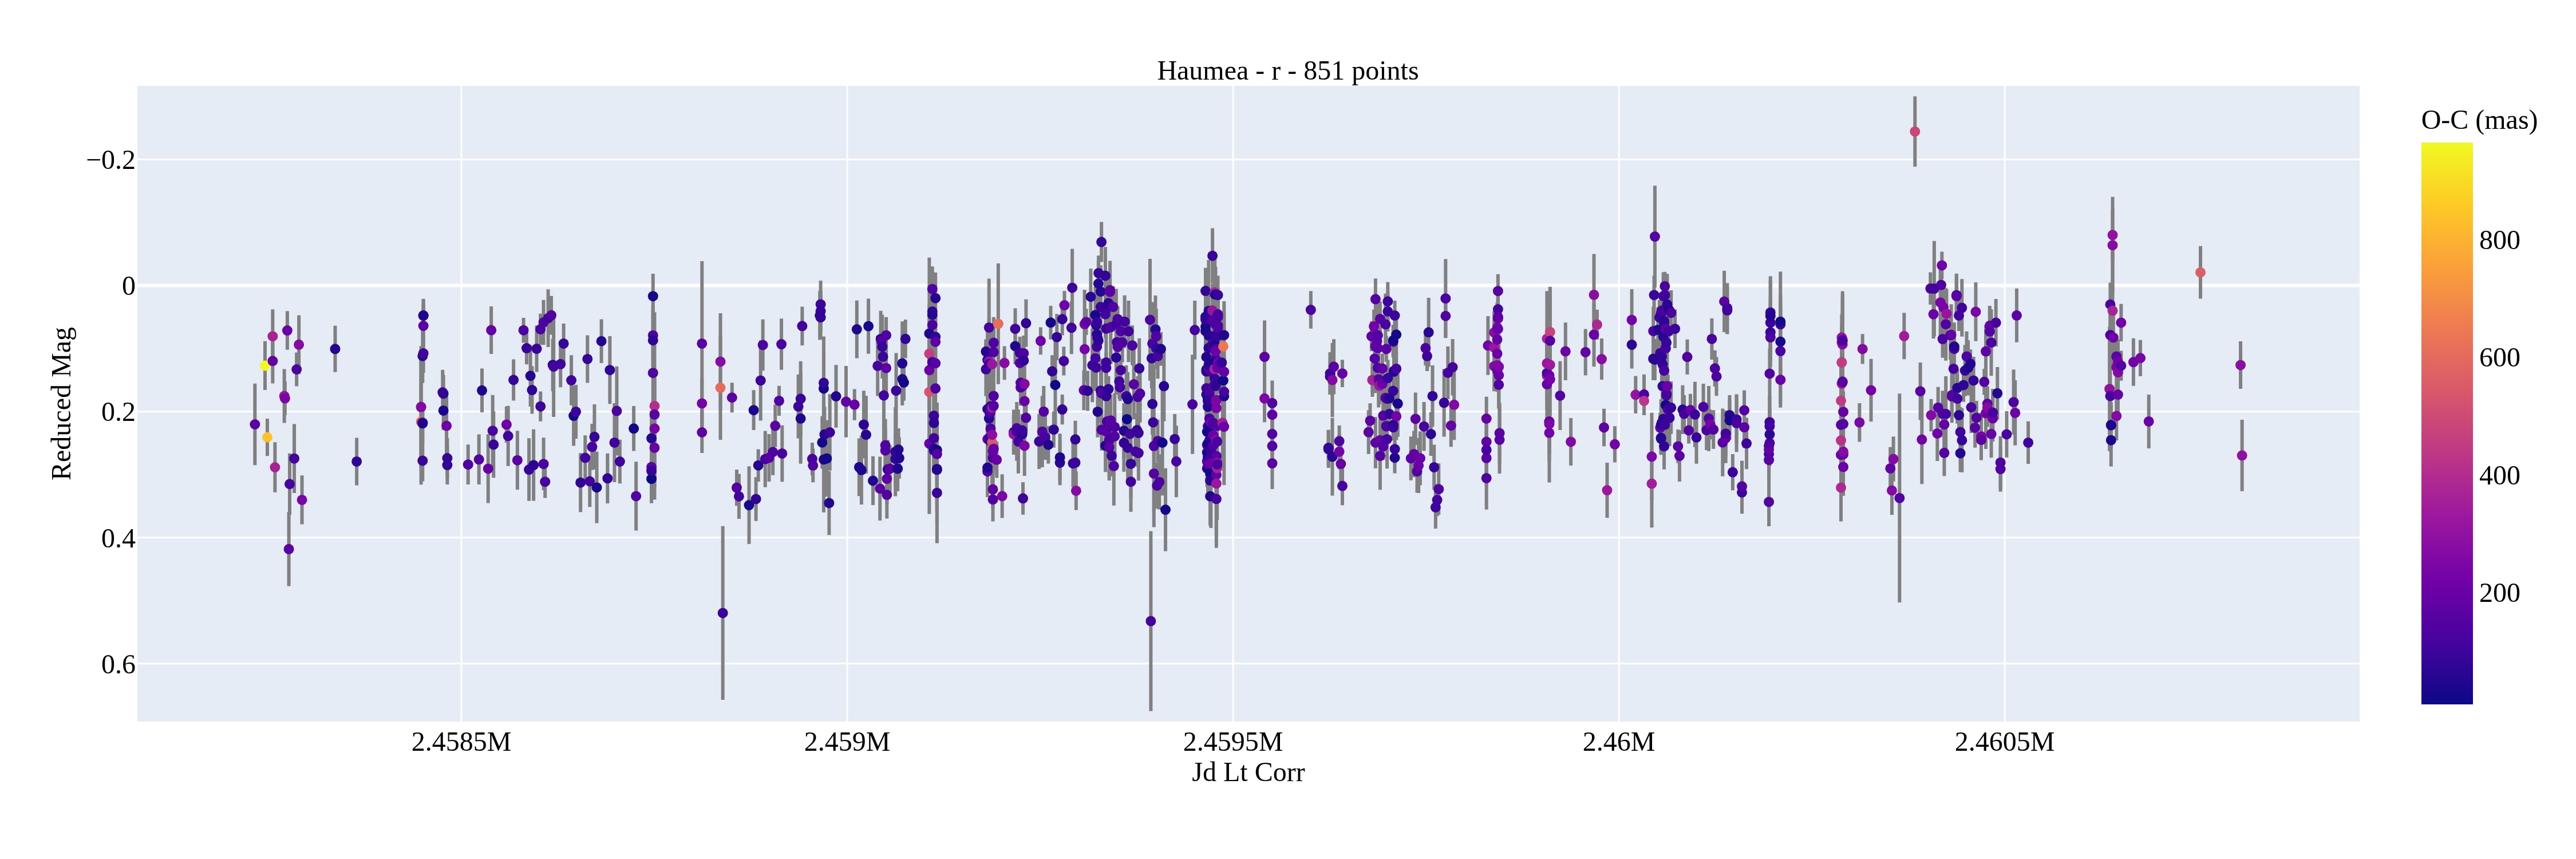 Haumea - r - 851 points
O-C (mas)
−0.2
0
0.2
0.4
0.6
Reduced Mag
2.4585M
2.459M
2.4595M
2.46M
2.4605M
Jd Lt Corr
800
600
400
200